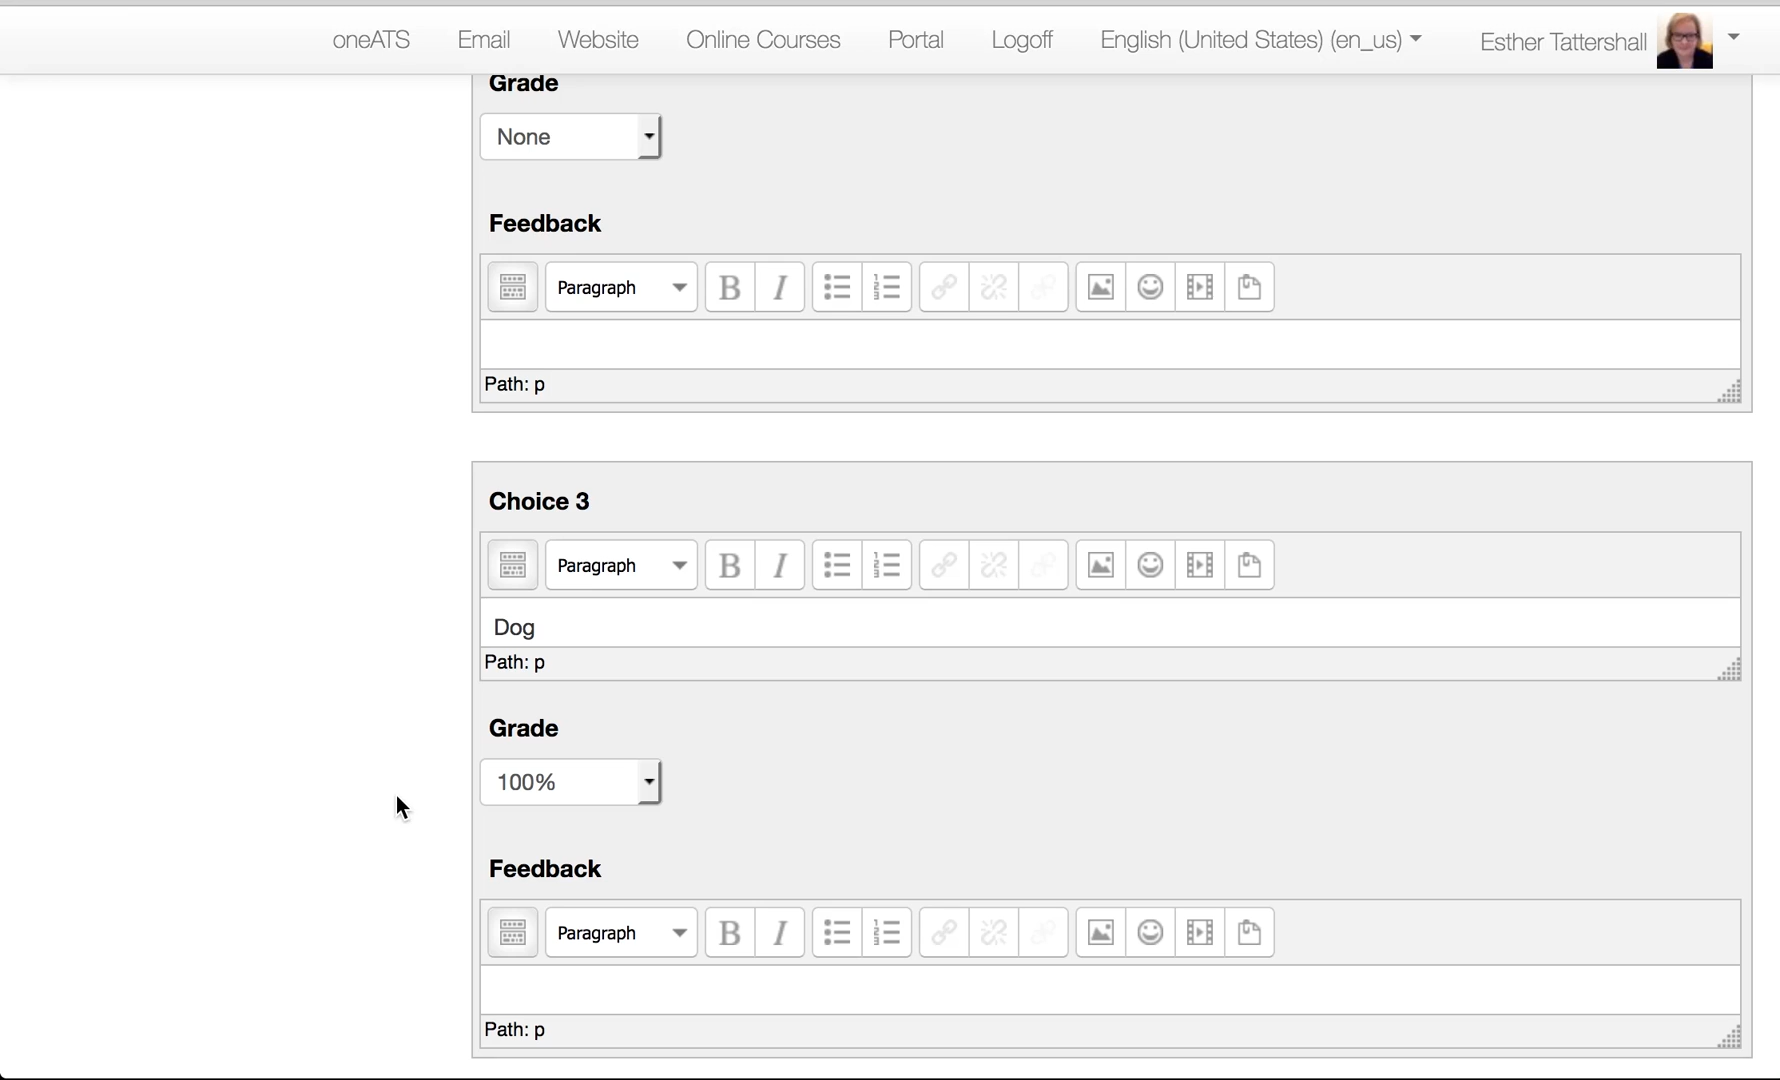 oneATS Email Website Online Courses Portal Logoff English (United States) (en_us) Esther Tattershall
Grade
None
Feedback
Paragraph B I
Path: p
Choice 3
Paragraph B I
Dog
Path: p
Grade
100%
Feedback
Paragraph B I
Path: p